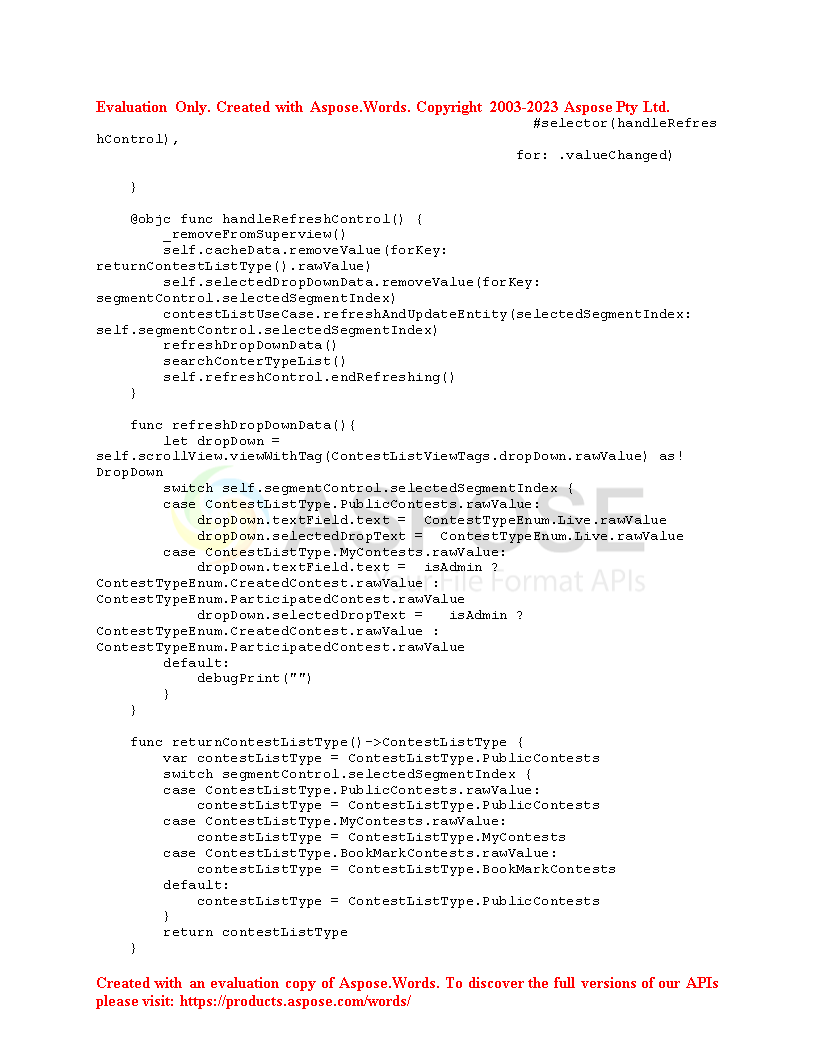 Evaluation Only. Created with Aspose.Words. Copyright 2003-2023 Aspose Pty Ltd.
#selector(handleRefres
hControl),
for: .valueChanged)
}
@objc func handleRefreshControl() {
_removeFromSuperview()
self.cacheData.removeValue(forKey:
returnContestListType().rawValue)
self.selectedDropDownData.removeValue(forKey:
segmentControl.selectedSegmentIndex)
contestListUseCase.refreshAndUpdateEntity(selectedSegmentIndex:
self.segmentControl.selectedSegmentIndex)
refreshDropDownData()
searchConterTypeList()
self.refreshControl.endRefreshing()
}
func refreshDropDownData(){
let dropDown =
self.scrollView.viewWithTag(ContestListViewTags.dropDown.rawValue) as!
DropDown
switch self.segmentControl.selectedSegmentIndex {
case ContestListType.PublicContests.rawValue:
dropDown.textField.text =  ContestTypeEnum.Live.rawValue
dropDown.selectedDropText =  ContestTypeEnum.Live.rawValue
case ContestListType.MyContests.rawValue:
dropDown.textField.text =  isAdmin ?
ContestTypeEnum.CreatedContest.rawValue :
ContestTypeEnum.ParticipatedContest.rawValue
dropDown.selectedDropText =   isAdmin ?
ContestTypeEnum.CreatedContest.rawValue :
ContestTypeEnum.ParticipatedContest.rawValue
default:
debugPrint("")
}
}
func returnContestListType()->ContestListType {
var contestListType = ContestListType.PublicContests
switch segmentControl.selectedSegmentIndex {
case ContestListType.PublicContests.rawValue:
contestListType = ContestListType.PublicContests
case ContestListType.MyContests.rawValue:
contestListType = ContestListType.MyContests
case ContestListType.BookMarkContests.rawValue:
contestListType = ContestListType.BookMarkContests
default:
contestListType = ContestListType.PublicContests
}
return contestListType
}
ASPOSE
Your File Format APIs
Created with an evaluation copy of Aspose.Words. To discover the full versions of our APIs
please visit: https://products.aspose.com/words/